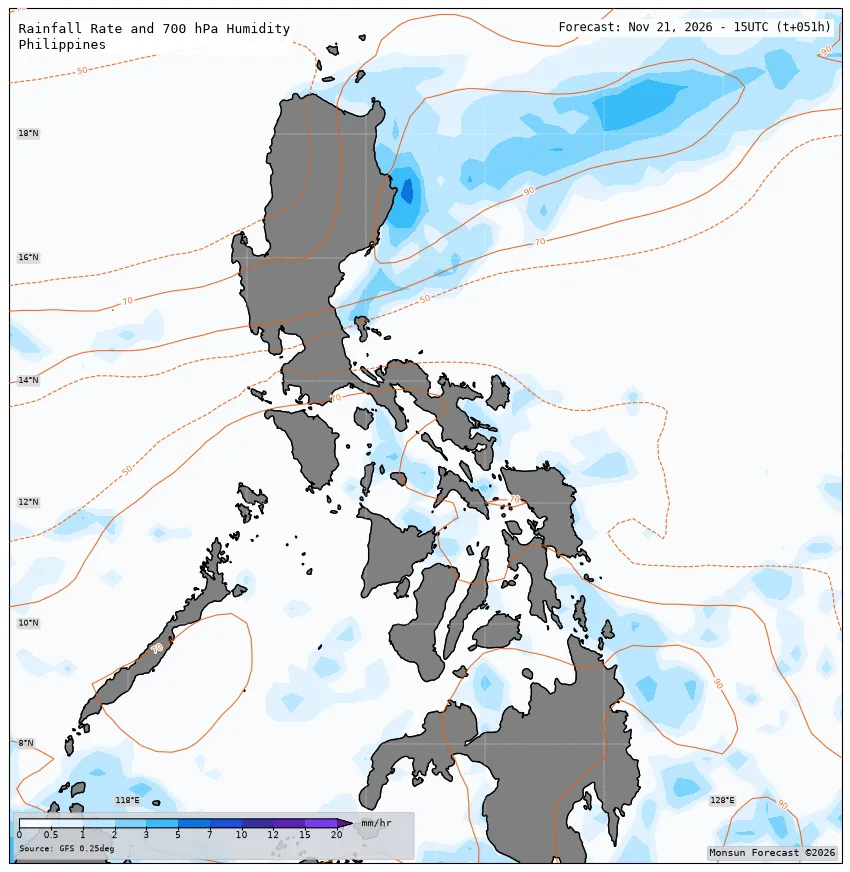 Rainfall Rate and 700 hPa Humidity
Philippines
Forecast: Nov 21, 2026 - 15UTC (t+051h)
90
50
18°N
90
70
16°N
50
70
14°N
70
50
12°N
70
10°N
70
90
8°N
118°E
128°E
90
0 0.5 1 2 3 5 7 10 12 15 20 mm/hr
Source: GFS 0.25deg
Monsun Forecast ©2026